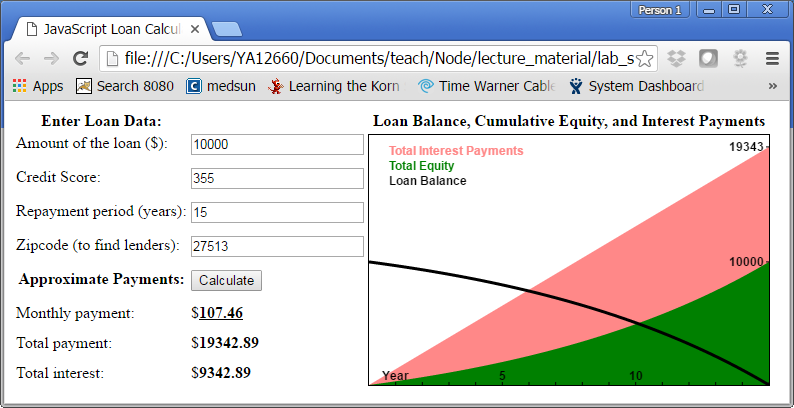 Person 1
JavaScript Loan Calcul
file:///C:/Users/YA12660/Documents/teach/Node/lecture_material/lab_s
Apps Search 8080 medsun Learning the Korn Time Warner Cable System Dashboard »
Enter Loan Data:
Amount of the loan ($): 10000
Credit Score: 355
Repayment period (years): 15
Zipcode (to find lenders): 27513
Approximate Payments: Calculate
Monthly payment: $107.46
Total payment: $19342.89
Total interest: $9342.89
Loan Balance, Cumulative Equity, and Interest Payments
Total Interest Payments
Total Equity
Loan Balance
19343
10000
Year 5 10